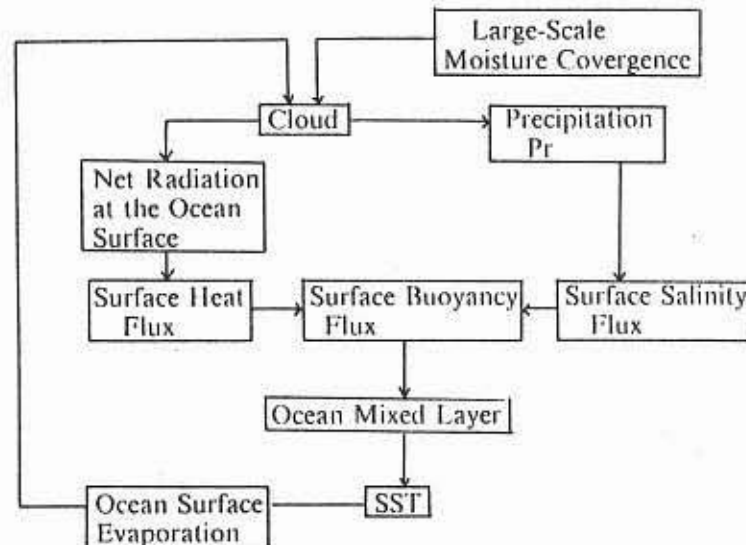 Large-Scale
Moisture Covergence
Cloud
Precipitation
Pr
Net Radiation
at the Ocean
Surface
Surface Heat
Flux
Surface Buoyancy
Flux
Surface Salinity
Flux
Ocean Mixed Layer
SST
Ocean Surface
Evaporation